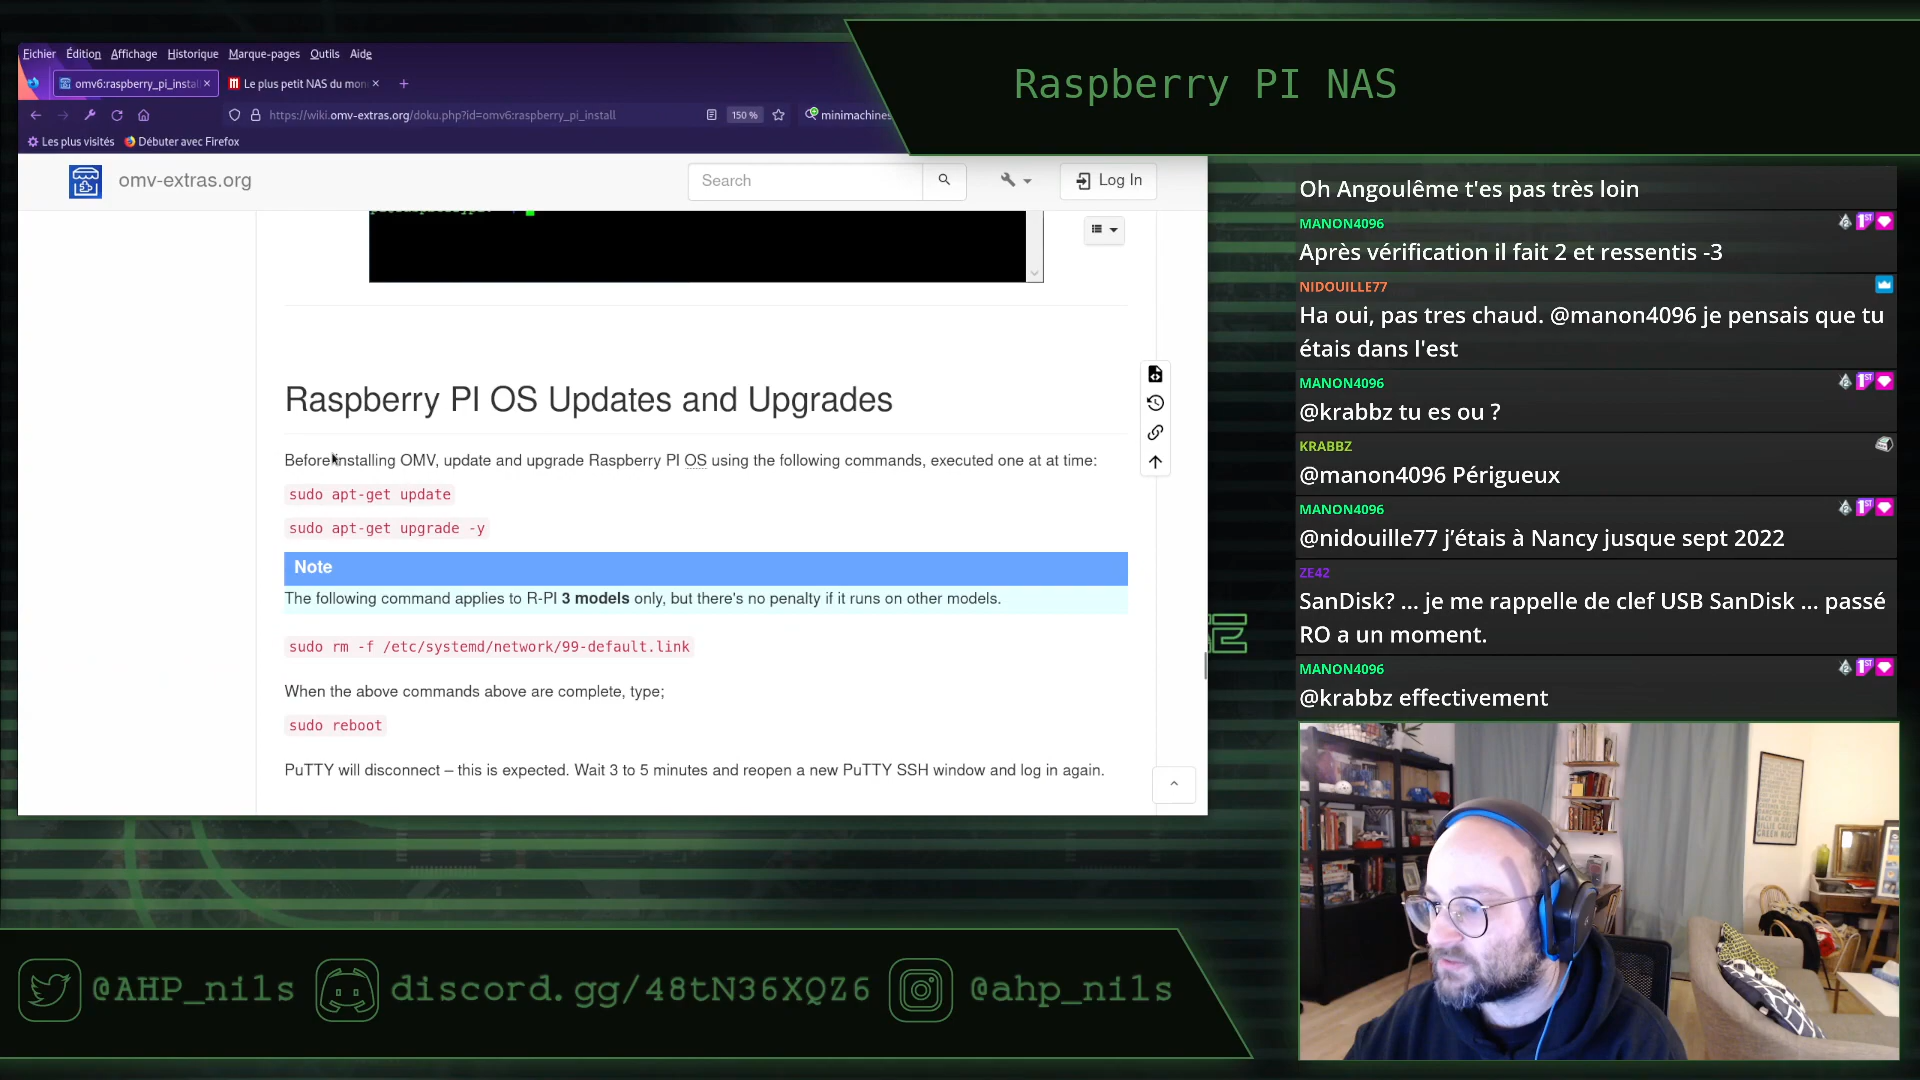 Fichier Édition Affichage Historique Marque-pages Outils Aide
omv6:raspberry_pi_insta
Le plus petit NAS du mon
https://wiki.omv-extras.org/doku.php?id=omv6:raspberry_pi_install
150 %
minimachines
Les plus visités Débuter avec Firefox
omv-extras.org
Search
Log In
Raspberry PI OS Updates and Upgrades
Before installing OMV, update and upgrade Raspberry PI OS using the following commands, executed one at at time:
sudo apt-get update
sudo apt-get upgrade -y
Note
The following command applies to R-PI 3 models only, but there's no penalty if it runs on other models.
sudo rm -f /etc/systemd/network/99-default.link
When the above commands above are complete, type;
sudo reboot
PuTTY will disconnect – this is expected. Wait 3 to 5 minutes and reopen a new PuTTY SSH window and log in again.
Raspberry PI NAS
Oh Angoulême t'es pas très loin
MANON4096
Après vérification il fait 2 et ressentis -3
NIDOUILLE77
Ha oui, pas tres chaud. @manon4096 je pensais que tu
étais dans l'est
MANON4096
@krabbz tu es ou ?
KRABBZ
@manon4096 Périgueux
MANON4096
@nidouille77 j’étais à Nancy jusque sept 2022
ZE42
SanDisk? ... je me rappelle de clef USB SanDisk ... passé
RO a un moment.
MANON4096
@krabbz effectivement
@AHP_nils
discord.gg/48tN36XQZ6
@ahp_nils